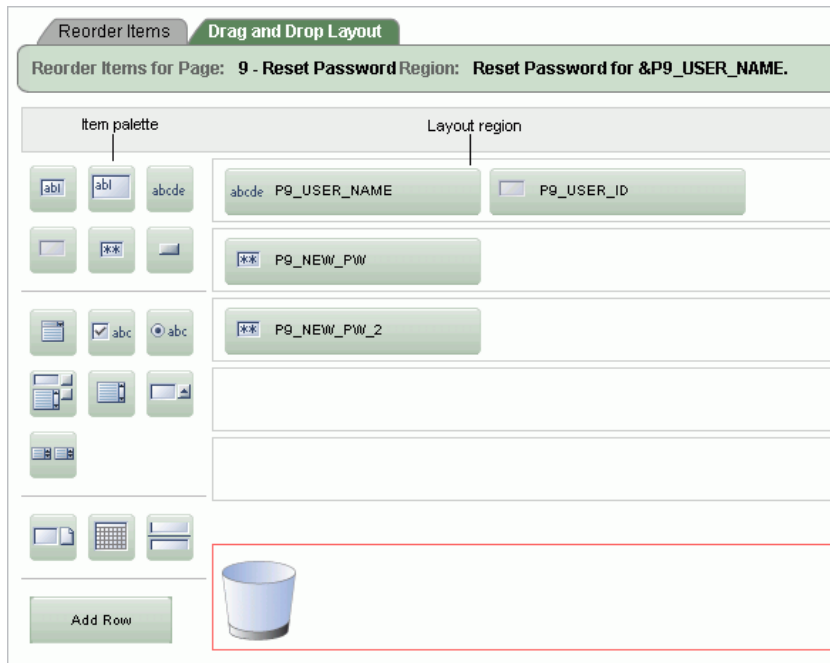 Reorder Items Drag and Drop Layout
Reorder Items for Page: 9 - Reset Password Region: Reset Password for &P9_USER_NAME.
Item palette Layout region
abl abl abcde abcde P9_USER_NAME P9_USER_ID
** ** P9_NEW_PW
abc abc ** P9_NEW_PW_2
Add Row